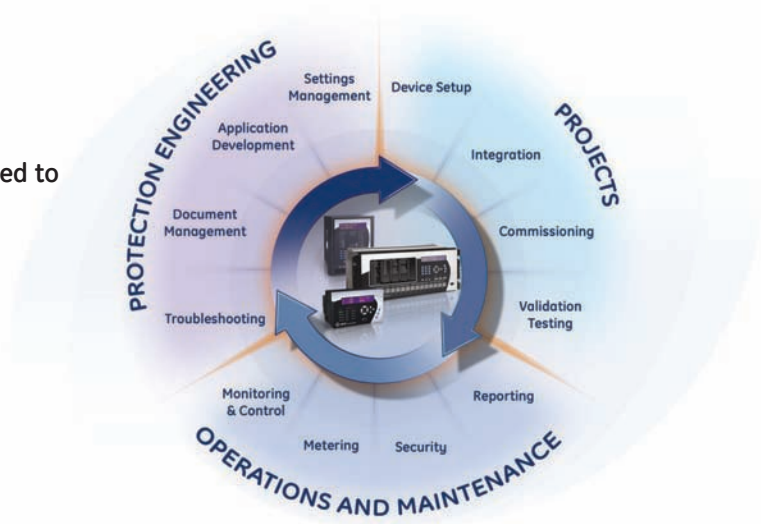 ed to
PROTECTION ENGINEERING
Settings
Management
Application
Development
Document
Management
Troubleshooting
PROJECTS
Device Setup
Integration
Commissioning
Validation
Testing
OPERATIONS AND MAINTENANCE
Reporting
Security
Metering
Monitoring
& Control